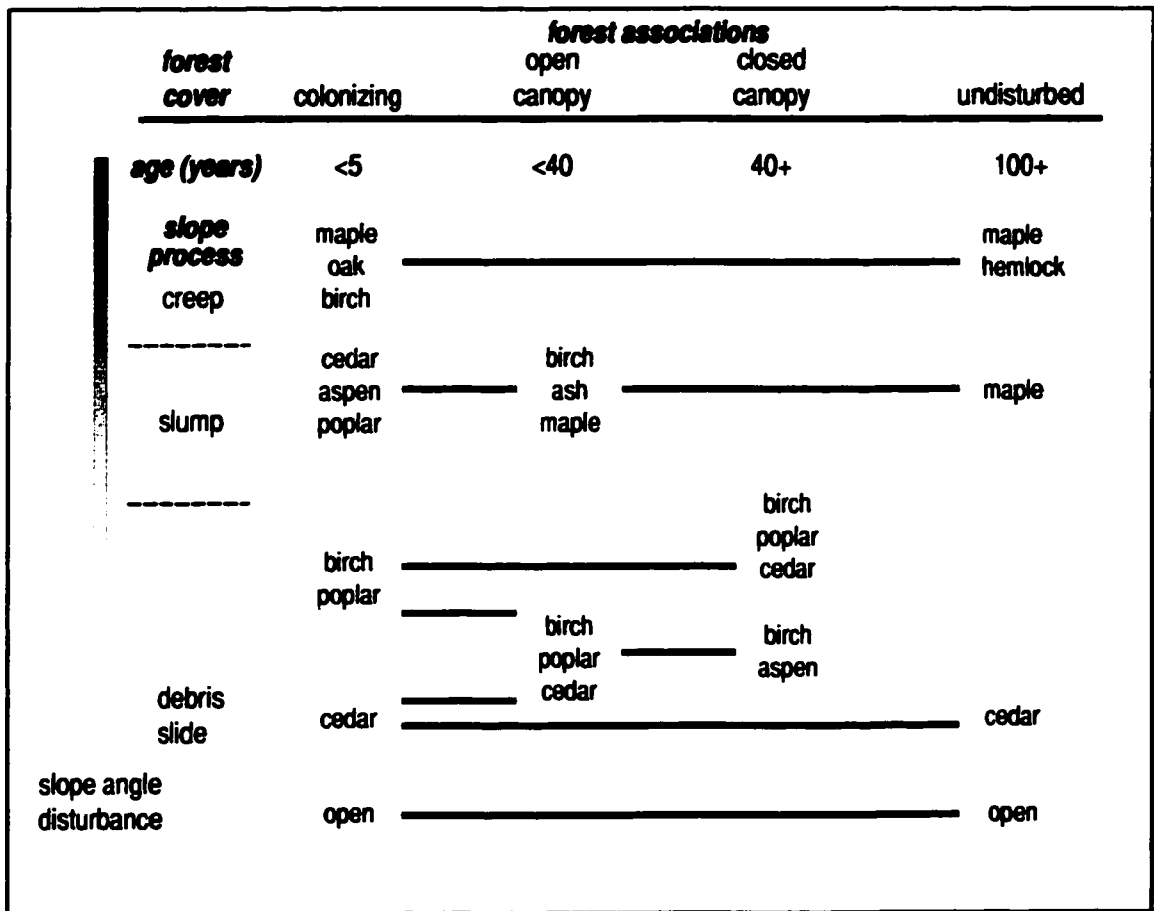 forest associations
forest open closed
cover colonizing canopy canopy undisturbed
age (years) <5 <40 40+ 100+
slope maple maple
process oak hemlock
creep birch
cedar birch
aspen ash maple
slump poplar maple
birch
poplar
birch cedar
poplar
birch birch
poplar aspen
debris cedar
slide cedar cedar
slope angle
disturbance open open